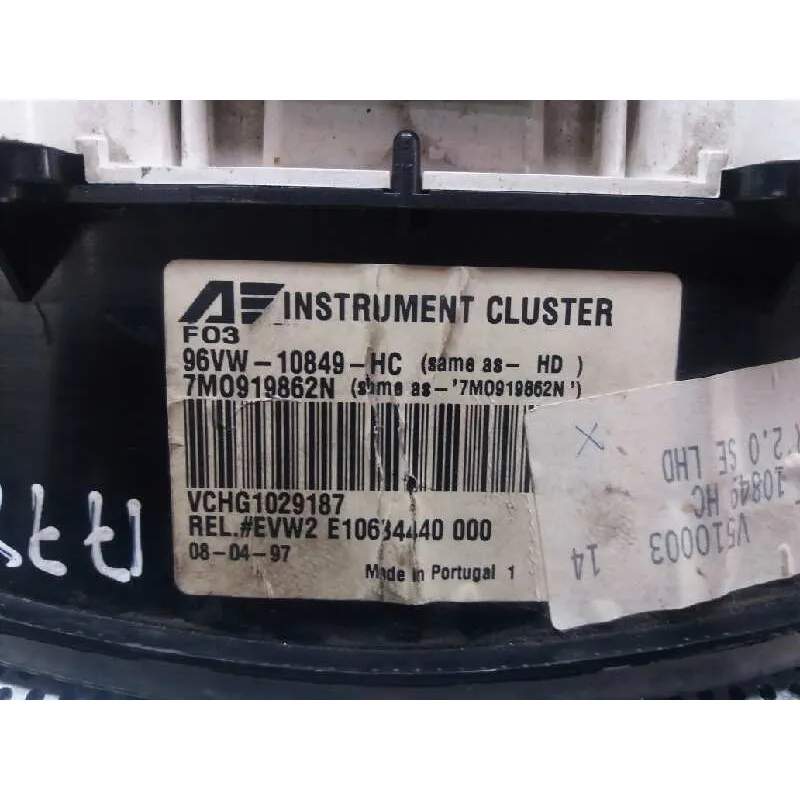 AE INSTRUMENT CLUSTER
F03
96VW-10849-HC (same as- HD )
7M0919862N (same as-'7M0919862N')
VCHG1029187
REL.#EVW2 E10634440 000
08-04-97
Made in Portugal 1
V510003 14
10849 HC
2.0 SE LHD
X